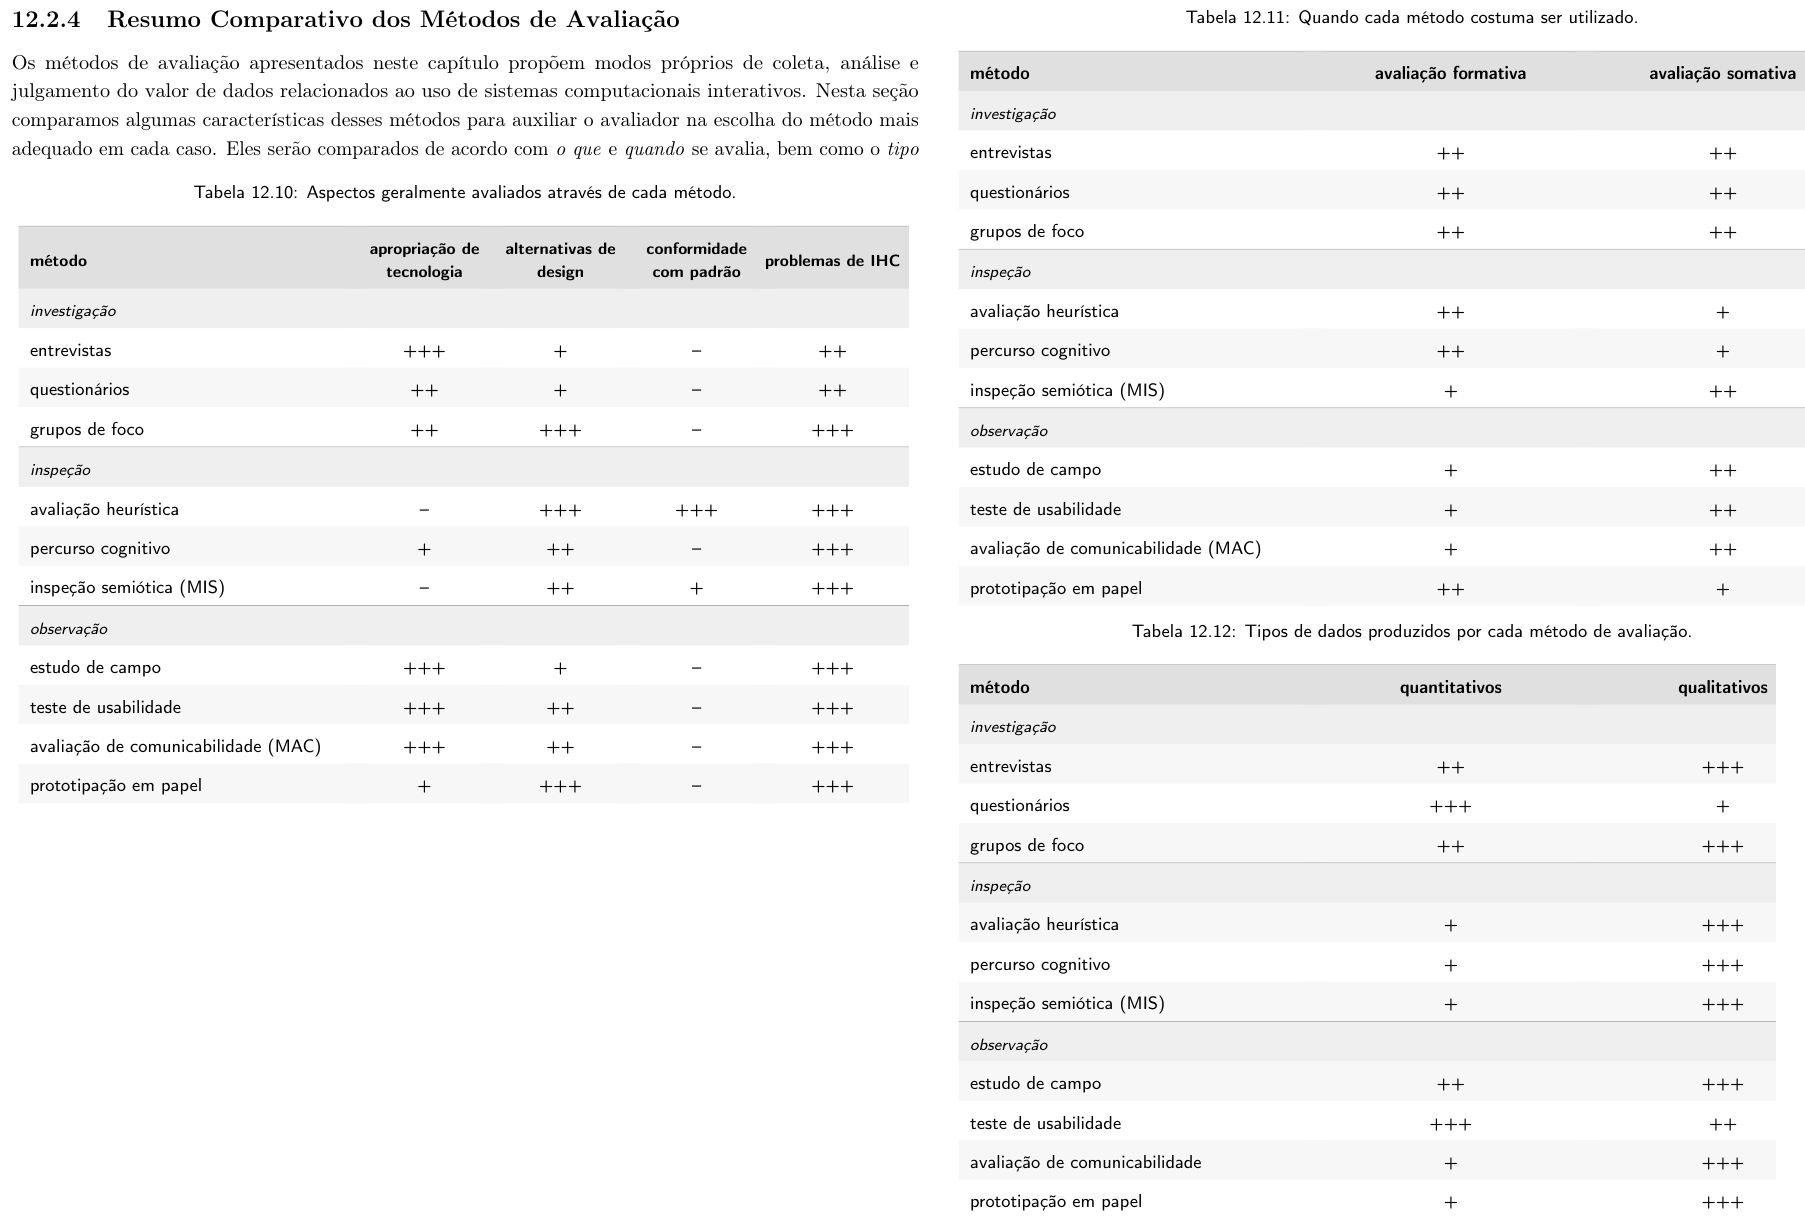 12.2.4 Resumo Comparativo dos Métodos de Avaliação
Os métodos de avaliação apresentados neste capítulo propõem modos próprios de coleta, análise e
julgamento do valor de dados relacionados ao uso de sistemas computacionais interativos. Nesta seção
comparamos algumas características desses métodos para auxiliar o avaliador na escolha do método mais
adequado em cada caso. Eles serão comparados de acordo com o que e quando se avalia, bem como o tipo
Tabela 12.10: Aspectos geralmente avaliados através de cada método.
método apropriação de tecnologia alternativas de design conformidade com padrão problemas de IHC
investigação
entrevistas +++ + – ++
questionários ++ + – ++
grupos de foco ++ +++ – +++
inspeção
avaliação heurística – +++ +++ +++
percurso cognitivo + ++ – +++
inspeção semiótica (MIS) – ++ + +++
observação
estudo de campo +++ + – +++
teste de usabilidade +++ ++ – +++
avaliação de comunicabilidade (MAC) +++ ++ – +++
prototipação em papel + +++ – +++
Tabela 12.11: Quando cada método costuma ser utilizado.
método avaliação formativa avaliação somativa
investigação
entrevistas ++ ++
questionários ++ ++
grupos de foco ++ ++
inspeção
avaliação heurística ++ +
percurso cognitivo ++ +
inspeção semiótica (MIS) + ++
observação
estudo de campo + ++
teste de usabilidade + ++
avaliação de comunicabilidade (MAC) + ++
prototipação em papel ++ +
Tabela 12.12: Tipos de dados produzidos por cada método de avaliação.
método quantitativos qualitativos
investigação
entrevistas ++ +++
questionários +++ +
grupos de foco ++ +++
inspeção
avaliação heurística + +++
percurso cognitivo + +++
inspeção semiótica (MIS) + +++
observação
estudo de campo ++ +++
teste de usabilidade +++ ++
avaliação de comunicabilidade + +++
prototipação em papel + +++